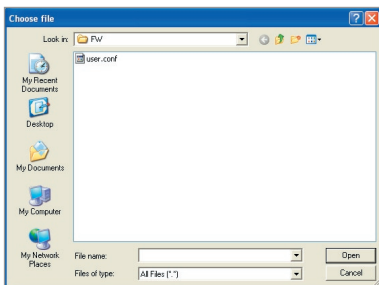 Choose file
Look in: FW
user.conf
My Recent
Documents
Desktop
My Documents
My Computer
My Network
Places
File name:
Open
Files of type: All Files (*.*)
Cancel